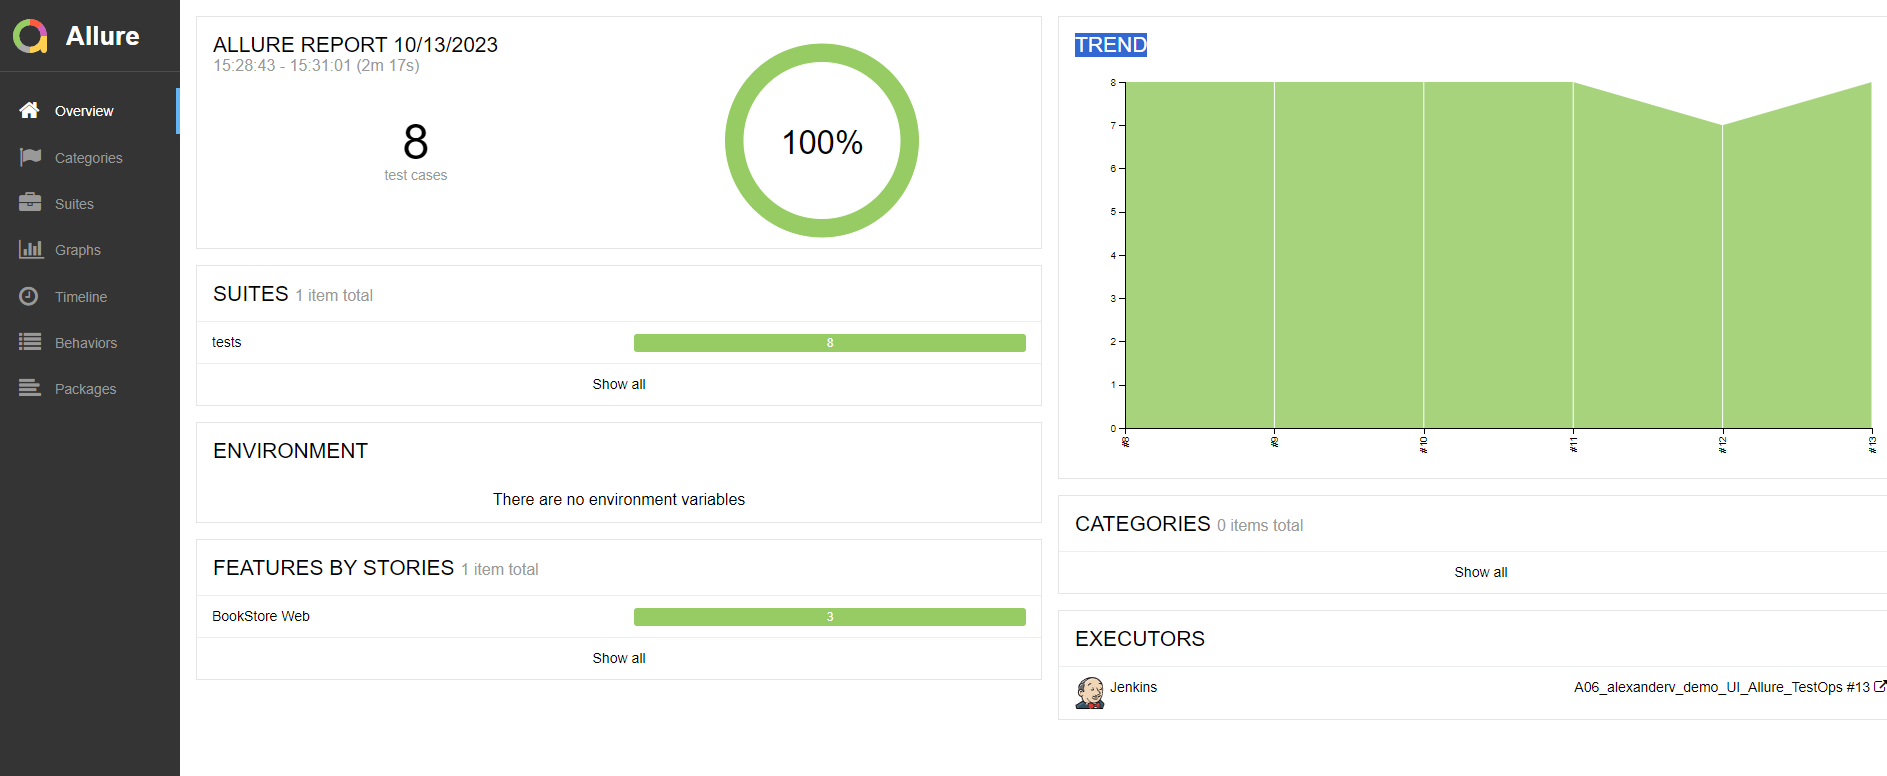 Allure
Overview
Categories
Suites
Graphs
Timeline
Behaviors
Packages
ALLURE REPORT 10/13/2023
15:28:43 - 15:31:01 (2m 17s)
8
test cases
100%
SUITES 1 item total
tests 8
Show all
ENVIRONMENT
There are no environment variables
FEATURES BY STORIES 1 item total
BookStore Web 3
Show all
TREND
8
7
6
5
4
3
2
1
0
#8 #9 #10 #11 #12 #13
CATEGORIES 0 items total
Show all
EXECUTORS
Jenkins A06_alexanderv_demo_UI_Allure_TestOps #13